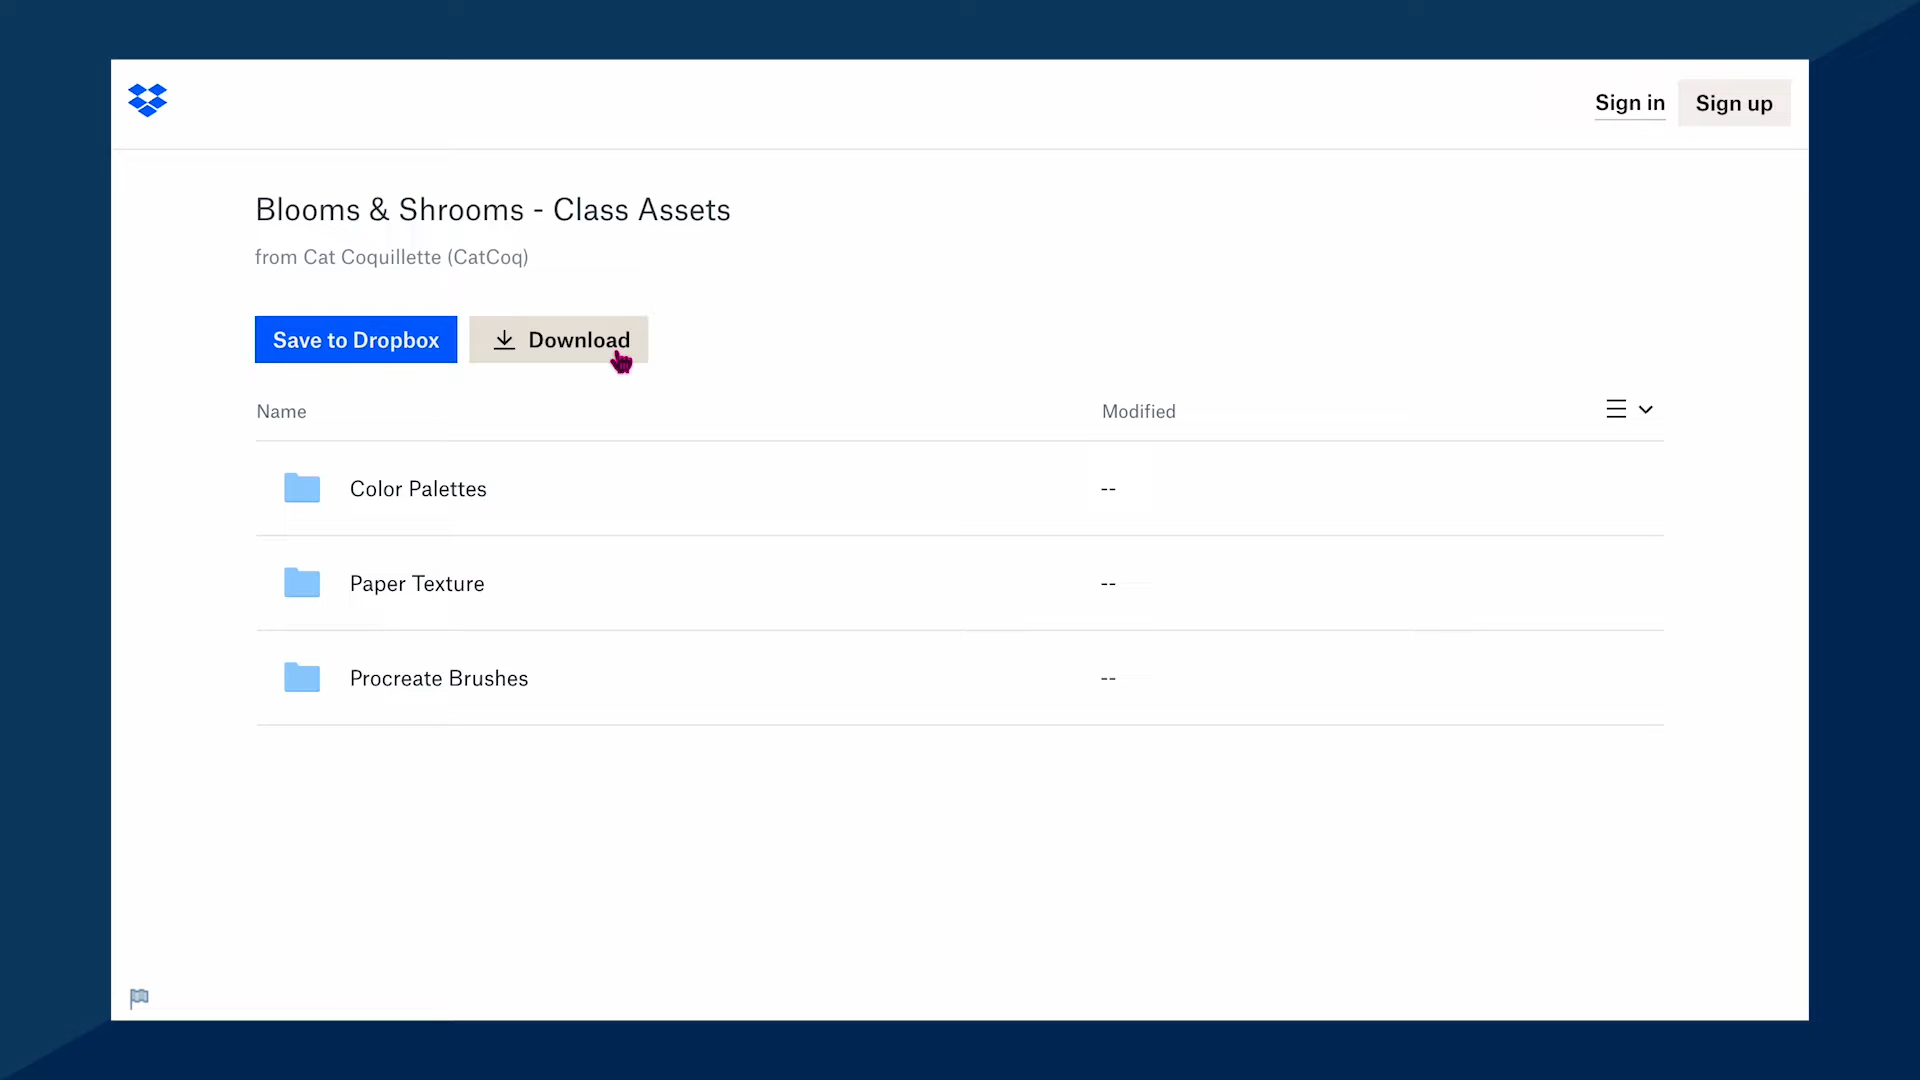 Sign in
Sign up
Blooms & Shrooms - Class Assets
from Cat Coquillette (CatCoq)
Save to Dropbox
Download
Name
Modified
Color Palettes
--
Paper Texture
--
Procreate Brushes
--